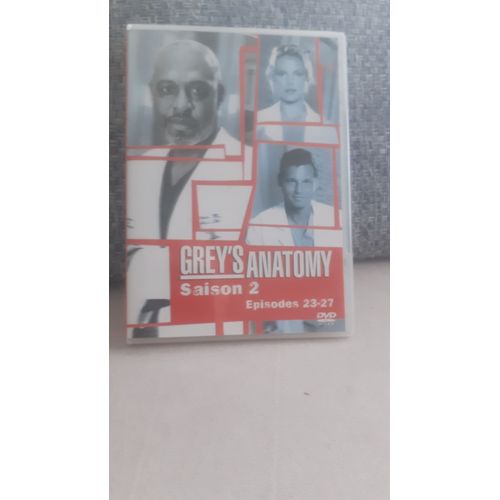 GREY'S ANATOMY
Saison 2
Episodes 23-27
DVD